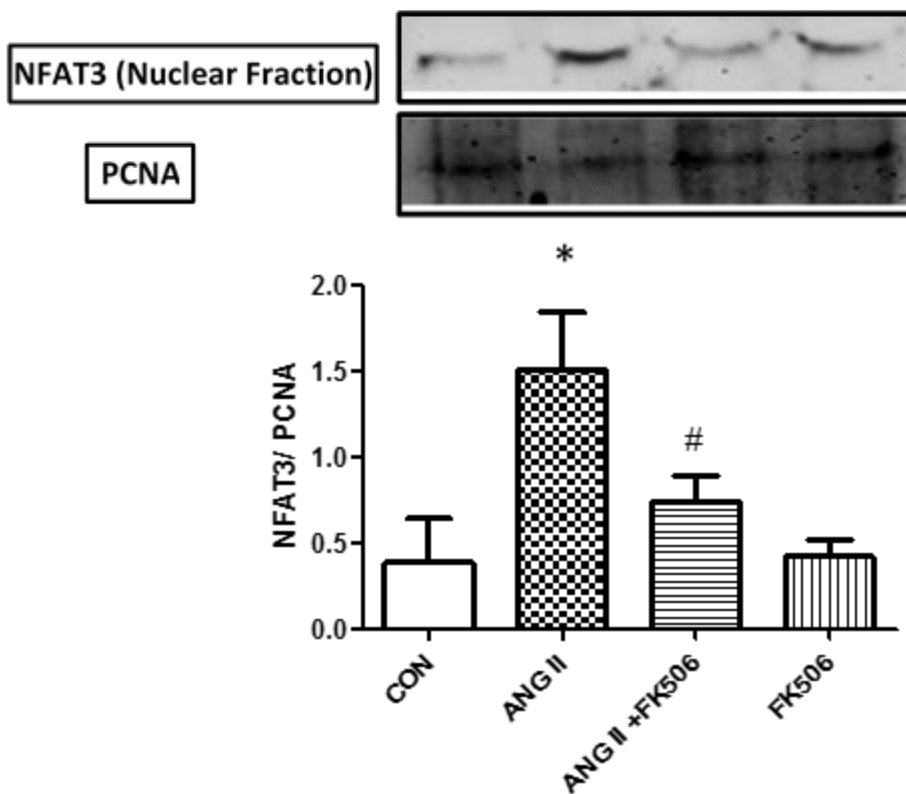 NFAT3 (Nuclear Fraction)
PCNA
*
#
NFAT3/ PCNA
2.0
1.5
1.0
0.5
0.0
CON
ANG II
ANG II +FK506
FK506